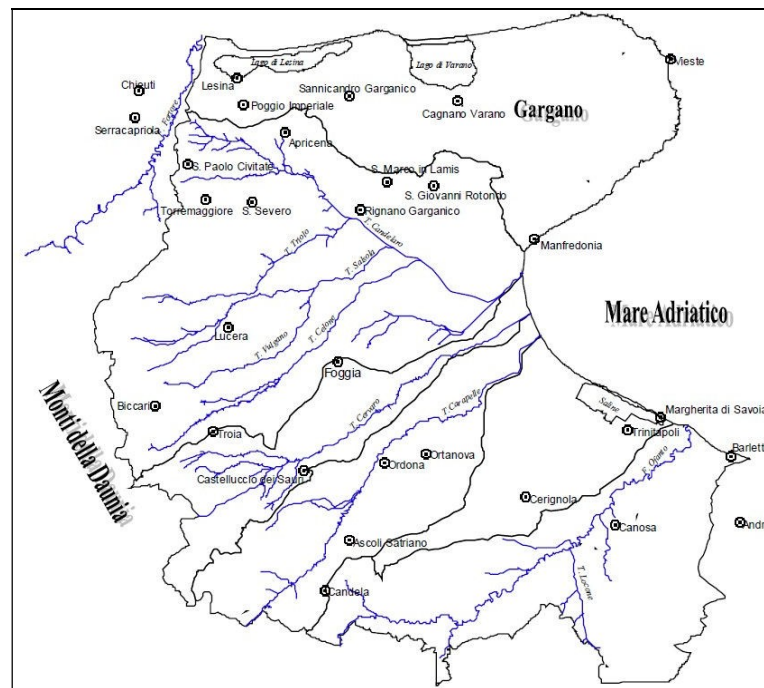 Lago di Lesina
Lago di Varano
Vieste
Chieuti
Lesina
Sannicandro Garganico
Poggio Imperiale
Cagnano Varano
Gargano
Serracapriola
F. Fortore
Apricena
S. Paolo Civitate
S. Marco in Lamis
S. Giovanni Rotondo
Torremaggiore
S. Severo
Rignano Garganico
T. Candelaro
T. Triolo
Manfredonia
T. Salsola
Mare Adriatico
Lucera
T. Vulgano
T. Celone
Foggia
Monti della Daunia
Biccari
T. Cervaro
T. Carapelle
Saline
Margherita di Savoia
Troia
Trinitapoli
Barlett
Ortanova
Ordona
Castelluccio dei Sauri
F. Ofanto
Cerignola
Canosa
Andr
Ascoli Satriano
T. Locone
Candela